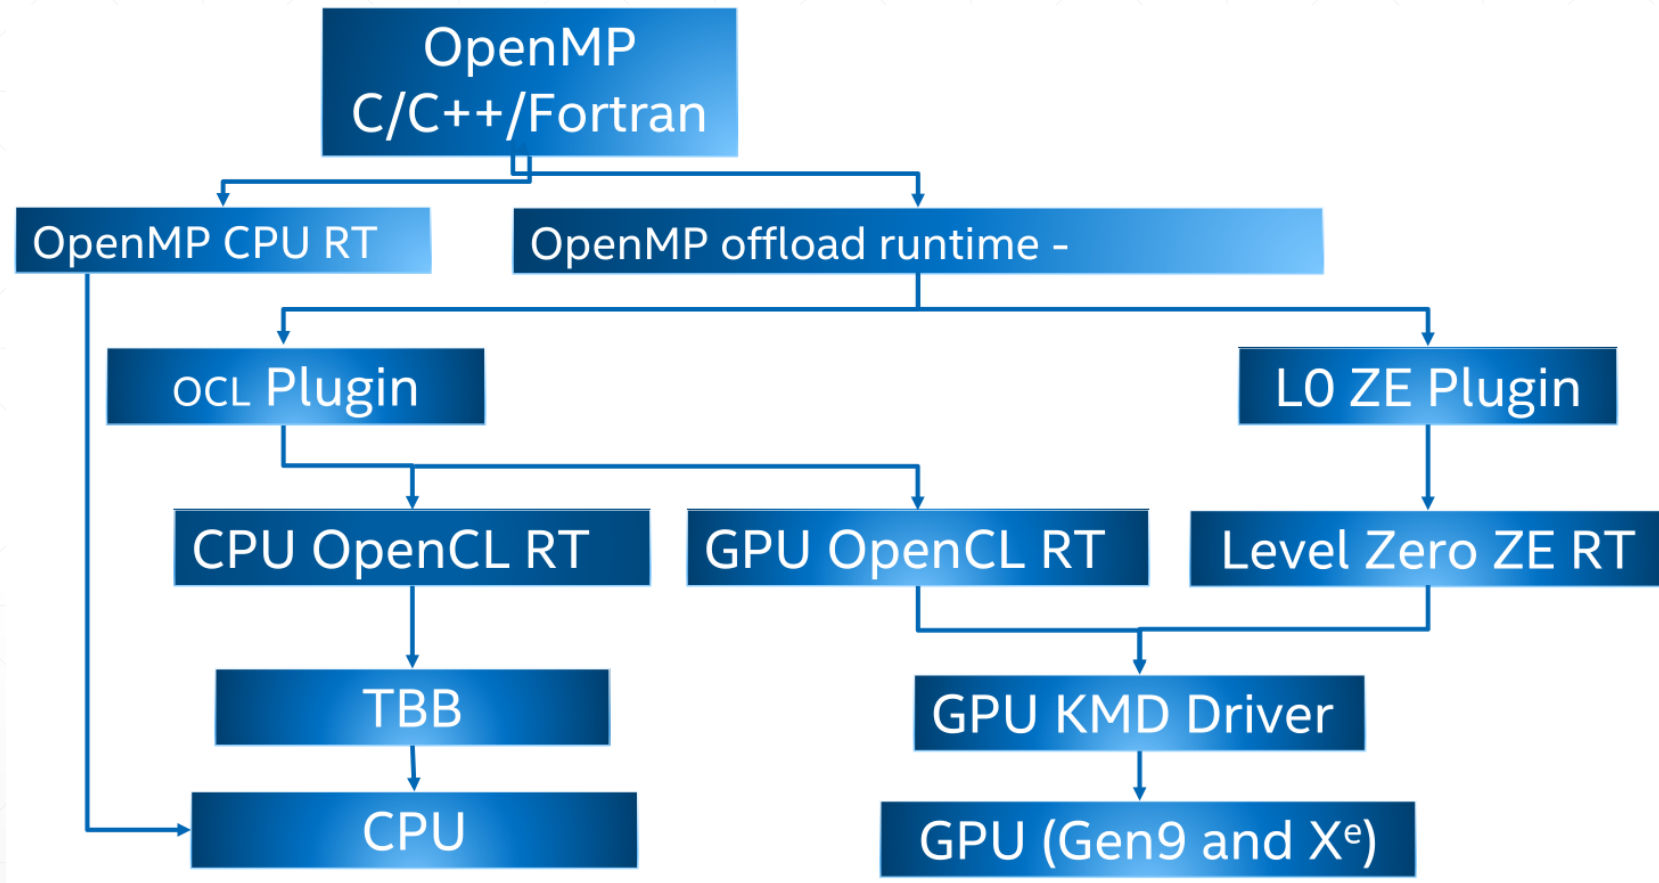 OpenMP
C/C++/Fortran
OpenMP CPU RT
OpenMP offload runtime -
OCL Plugin
L0 ZE Plugin
CPU OpenCL RT
GPU OpenCL RT
Level Zero ZE RT
TBB
GPU KMD Driver
CPU
GPU (Gen9 and Xᵉ)